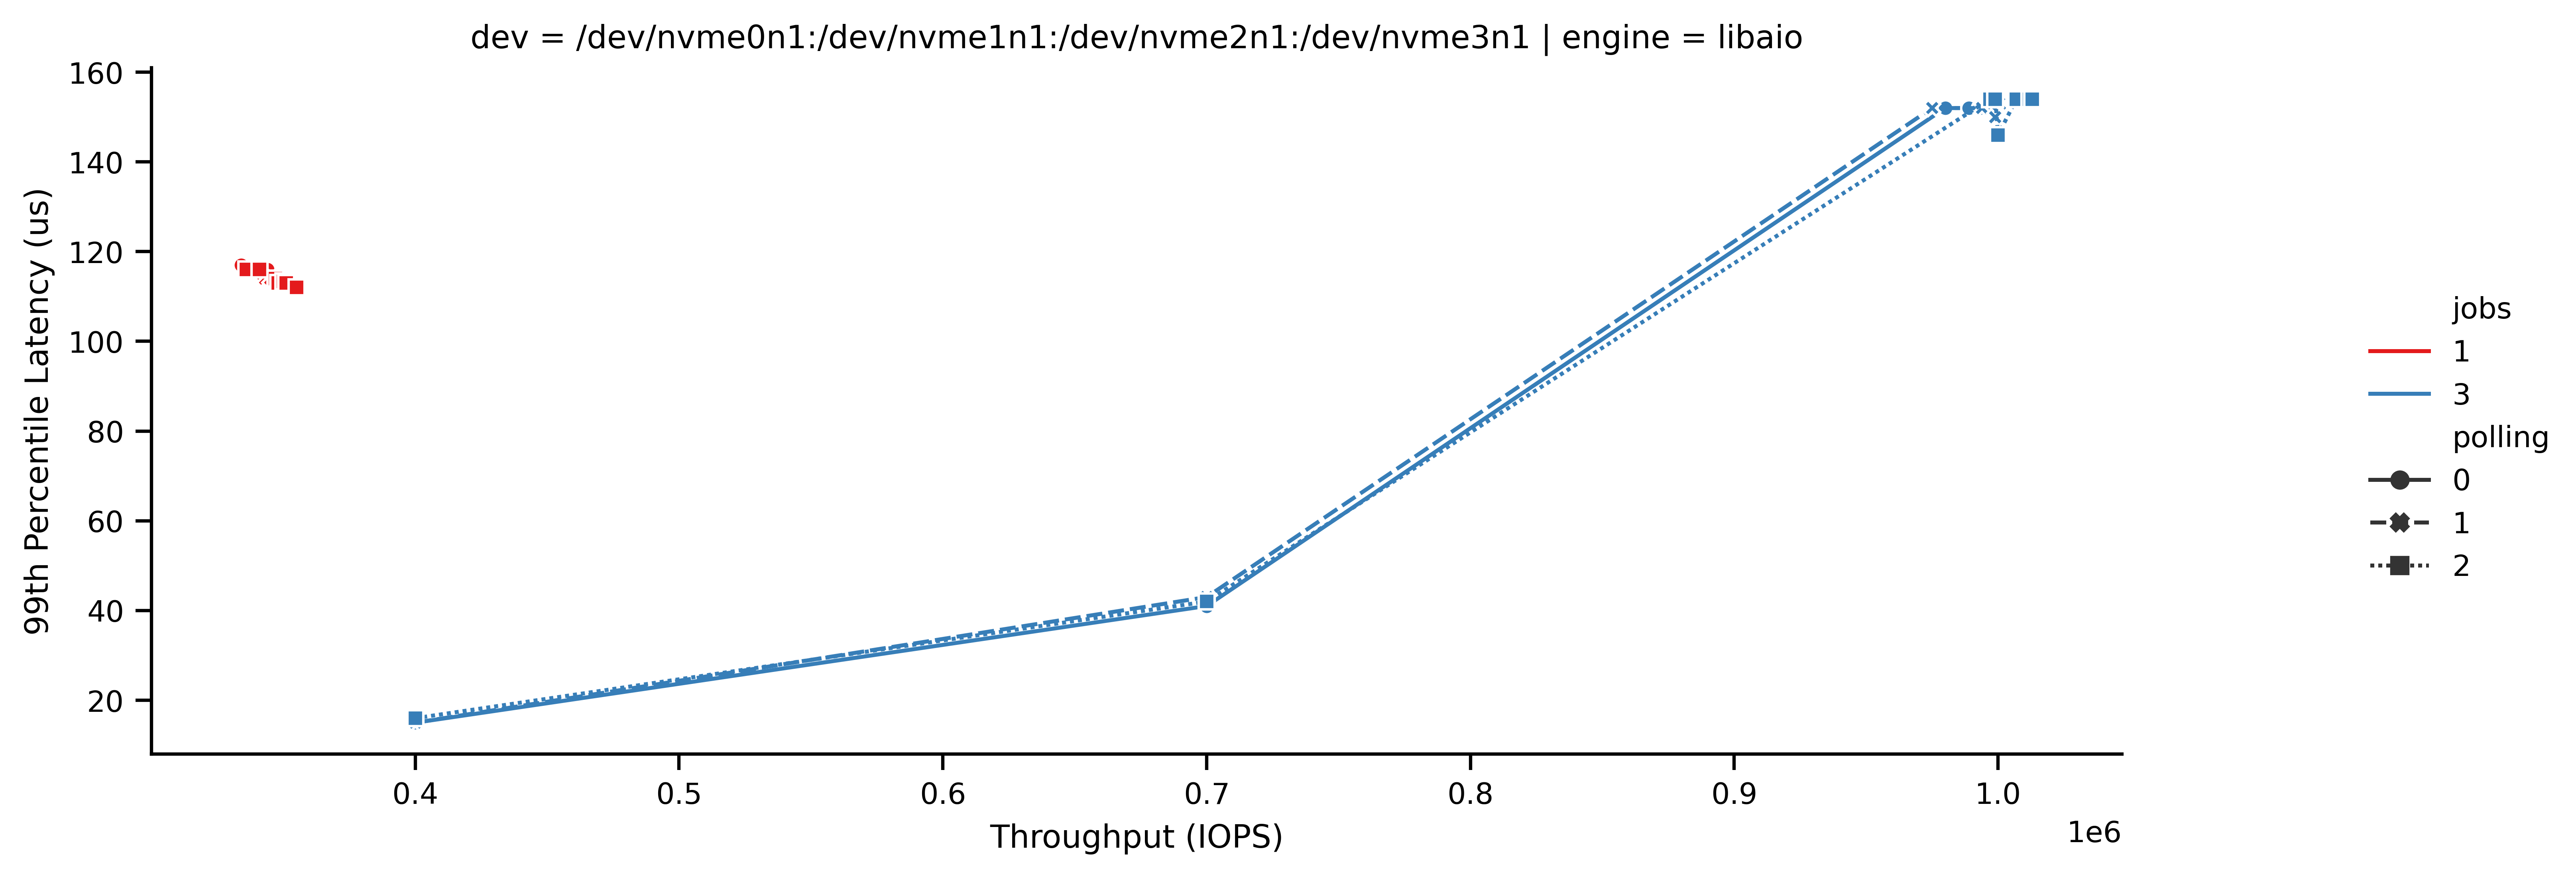 dev = /dev/nvme0n1:/dev/nvme1n1:/dev/nvme2n1:/dev/nvme3n1 | engine = libaio
160
140
120
100
80
60
40
20
99th Percentile Latency (us)
0.4 0.5 0.6 0.7 0.8 0.9 1.0
1e6
Throughput (IOPS)
jobs
1
3
polling
0
1
2